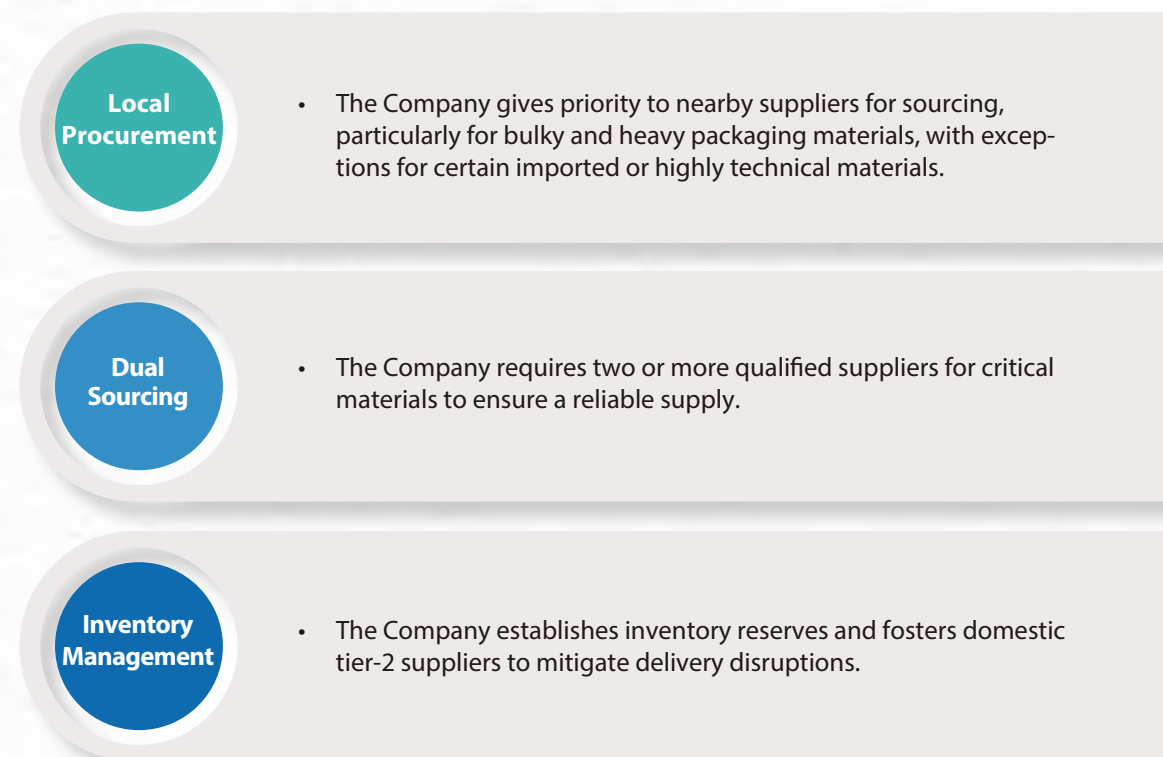 Local
Procurement
• The Company gives priority to nearby suppliers for sourcing,
particularly for bulky and heavy packaging materials, with excep-
tions for certain imported or highly technical materials.
Dual
Sourcing
• The Company requires two or more qualified suppliers for critical
materials to ensure a reliable supply.
Inventory
Management
• The Company establishes inventory reserves and fosters domestic
tier-2 suppliers to mitigate delivery disruptions.